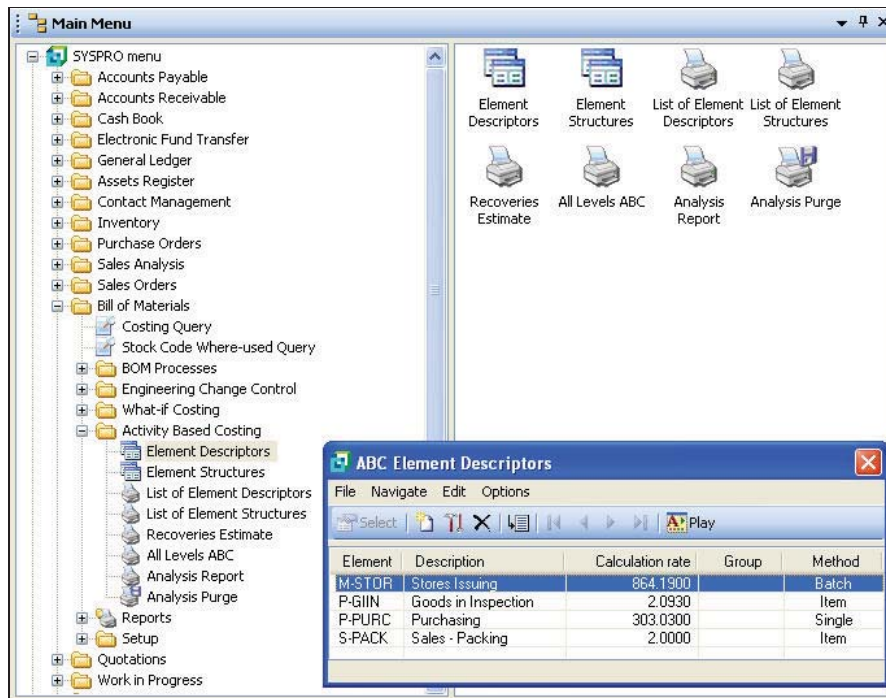 Main Menu
SYSPRO menu
Accounts Payable
Accounts Receivable
Cash Book
Electronic Fund Transfer
General Ledger
Assets Register
Contact Management
Inventory
Purchase Orders
Sales Analysis
Sales Orders
Bill of Materials
Costing Query
Stock Code Where-used Query
BOM Processes
Engineering Change Control
What-if Costing
Activity Based Costing
Element Descriptors
Element Structures
List of Element Descriptors
List of Element Structures
Recoveries Estimate
All Levels ABC
Analysis Report
Analysis Purge
Reports
Setup
Quotations
Work in Progress
Element Descriptors
Element Structures
List of Element Descriptors
List of Element Structures
Recoveries Estimate
All Levels ABC
Analysis Report
Analysis Purge
ABC Element Descriptors
File Navigate Edit Options
Select Play
Element Description Calculation rate Group Method
M-STOR Stores Issuing 864.1900 Batch
P-GIIN Goods in Inspection 2.0930 Item
P-PURC Purchasing 303.0300 Single
S-PACK Sales - Packing 2.0000 Item